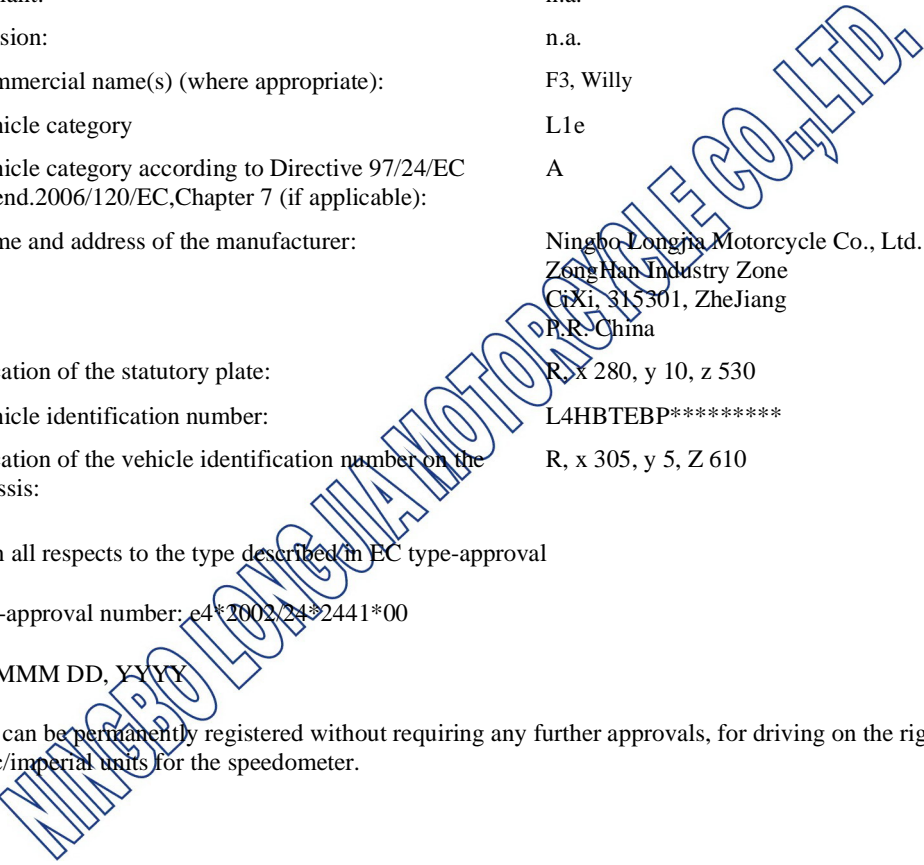 n.a.
sion: n.a.
mmercial name(s) (where appropriate): F3, Willy
hicle category L1e
hicle category according to Directive 97/24/EC A
end.2006/120/EC,Chapter 7 (if applicable):
me and address of the manufacturer: Ningbo Longjia Motorcycle Co., Ltd.
ZongHan Industry Zone
CiXi, 315301, ZheJiang
P.R. China
ation of the statutory plate: R, x 280, y 10, z 530
hicle identification number: L4HBTEBP*********
ation of the vehicle identification number on the R, x 305, y 5, Z 610
ssis:
n all respects to the type described in EC type-approval
-approval number: e4*2002/24*2441*00
MMM DD, YYYY
can be permanently registered without requiring any further approvals, for driving on the rig
c/imperial units for the speedometer.
NINGBO LONGJIA MOTORCYCLE CO.,LTD.